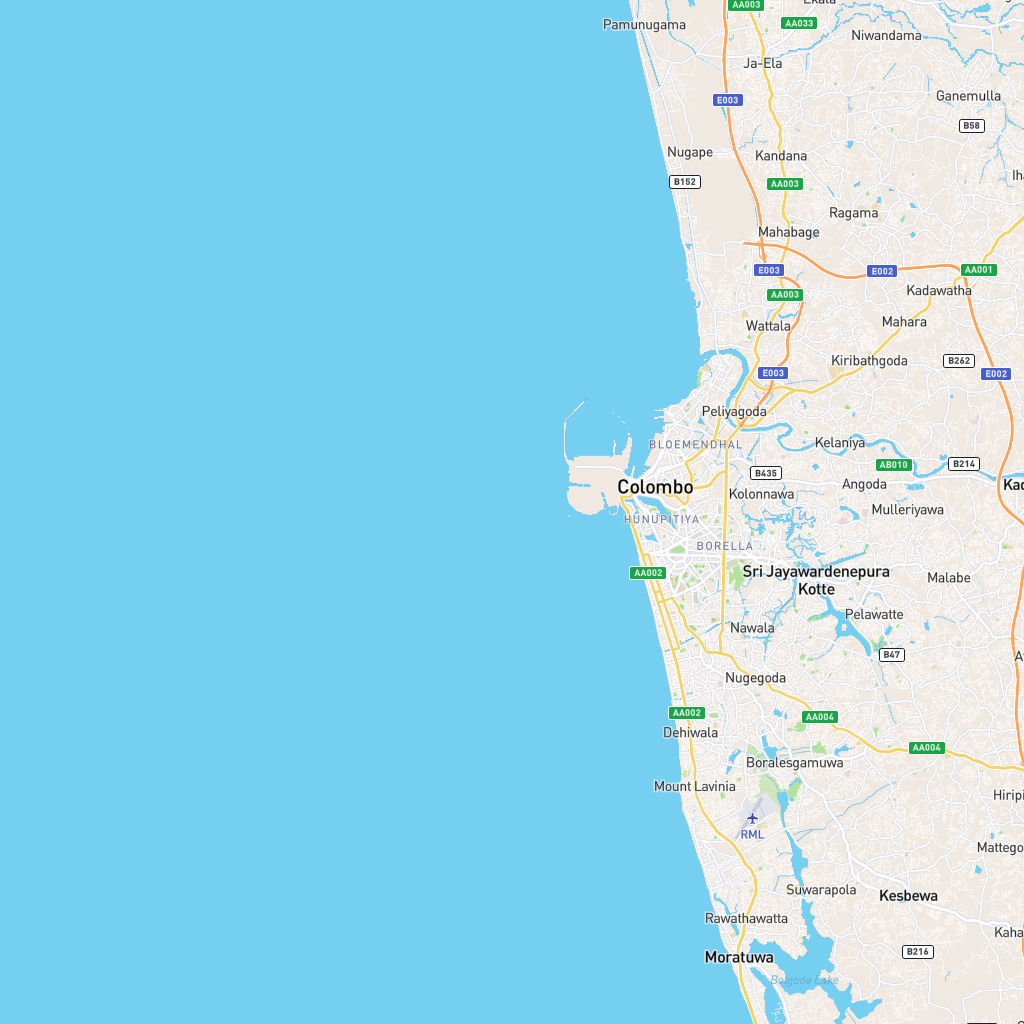 AA003
Ekala
Pamunugama
AA033
Niwandama
Ja-Ela
E003
Ganemulla
B58
Nugape
Kandana
Ih
B152
AA003
Ragama
Mahabage
E003
E002
AA001
AA003
Kadawatha
Wattala
Mahara
Kiribathgoda
B262
E003
E002
Peliyagoda
BLOEMENDHAL
Kelaniya
AB010
B214
B435
Colombo
Kolonnawa
Angoda
Kad
Mulleriyawa
HUNUPITIYA
BORELLA
AA002
Sri Jayawardenepura
Kotte
Malabe
Pelawatte
Nawala
B47
At
Nugegoda
AA002
AA004
Dehiwala
AA004
Boralesgamuwa
Mount Lavinia
Hiripi
RML
Mattego
Suwarapola
Kesbewa
Rawathawatta
Kaha
Moratuwa
B216
Bolgoda Lake